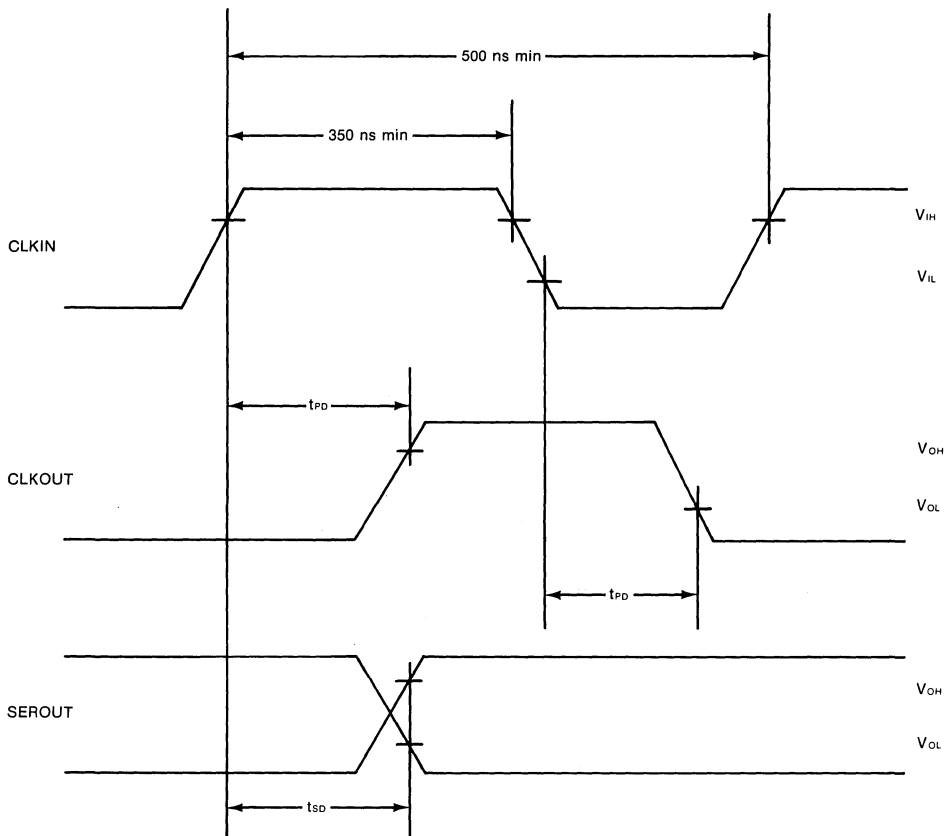 500 ns min
350 ns min
CLKIN
VIH
VIL
tPD
CLKOUT
VOH
VOL
tPD
SEROUT
VOH
VOL
tSD